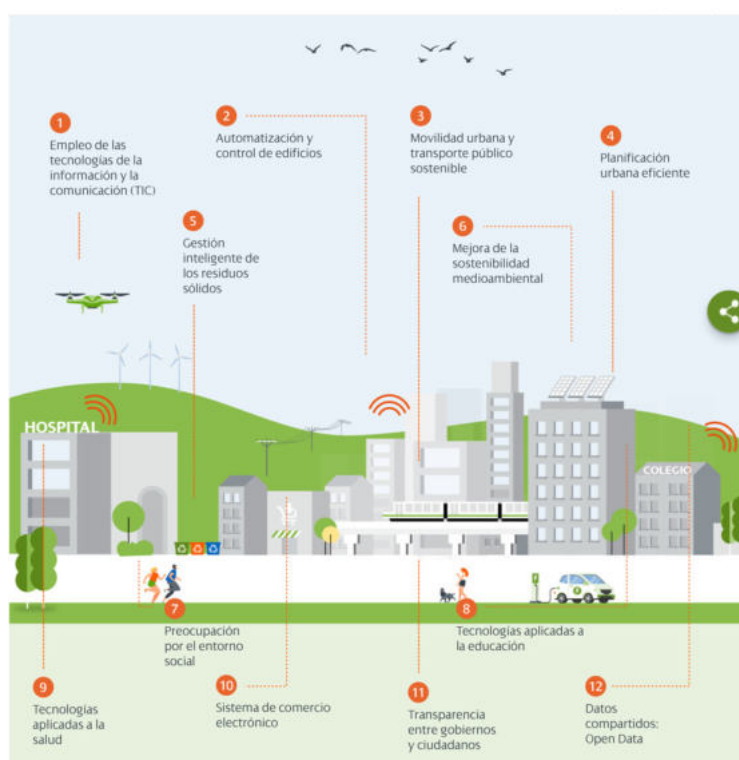 1
Empleo de las
tecnologías de la
información y la
comunicación (TIC)
2
Automatización y
control de edificios
3
Movilidad urbana y
transporte público
sostenible
4
Planificación
urbana eficiente
5
Gestión
inteligente de
los residuos
sólidos
6
Mejora de la
sostenibilidad
medioambiental
HOSPITAL
COLEGIO
7
Preocupación
por el entorno
social
8
Tecnologías aplicadas a
la educación
9
Tecnologías
aplicadas a la
salud
10
Sistema de comercio
electrónico
11
Transparencia
entre gobiernos
y ciudadanos
12
Datos
compartidos:
Open Data